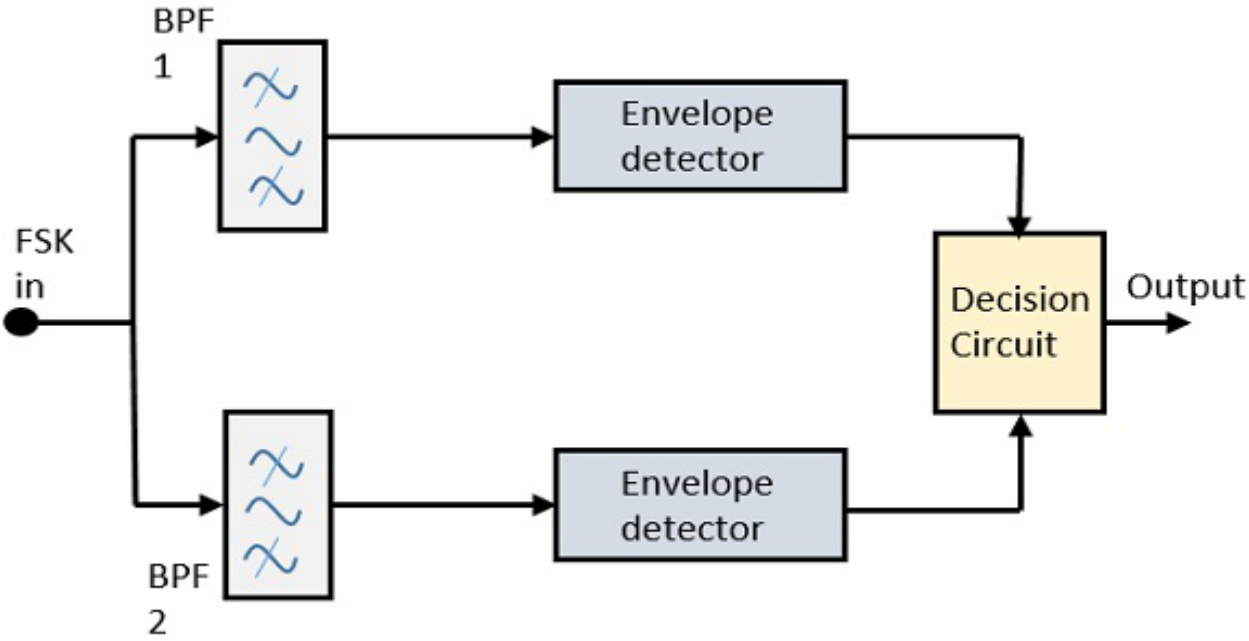 BPF
1
Envelope
detector
FSK
in
Decision
Circuit
Output
Envelope
detector
BPF
2